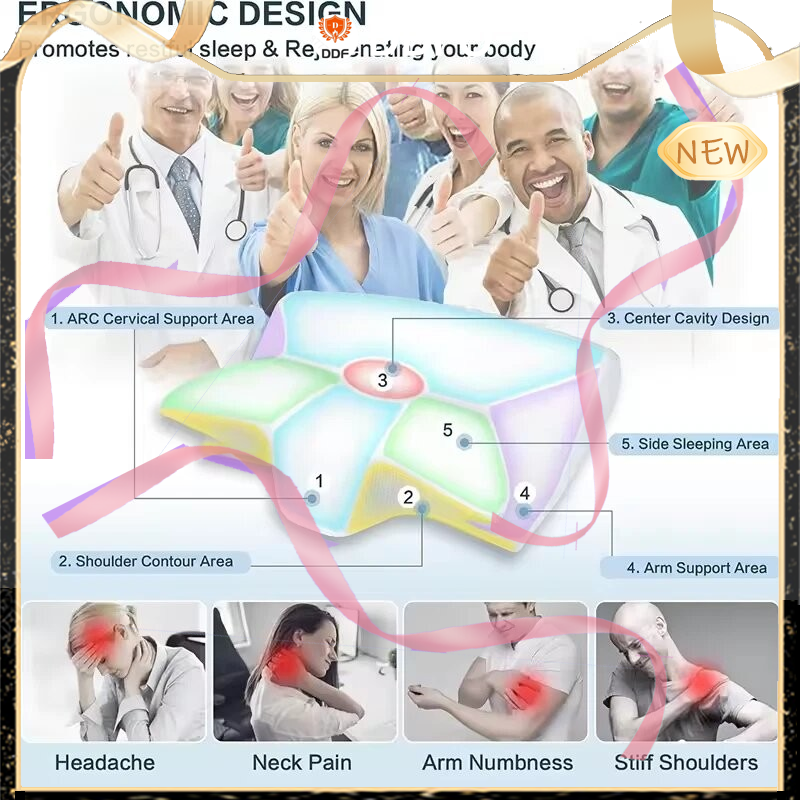 ERGONOMIC DESIGN
Promotes restful sleep & Rejuvenating your body
DDF
NEW
1. ARC Cervical Support Area
3. Center Cavity Design
3
5
5. Side Sleeping Area
1
2
4
2. Shoulder Contour Area
4. Arm Support Area
Headache
Neck Pain
Arm Numbness
Stiff Shoulders